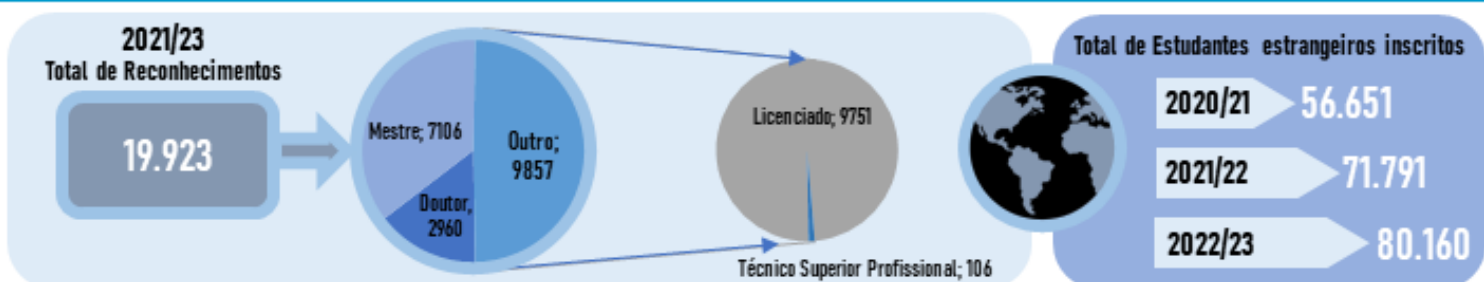 2021/23
Total de Reconhecimentos
19.923
Mestre; 7106
Outro;
9857
Doutor,
2960
Licenciado; 9751
Técnico Superior Profissional; 106
Total de Estudantes estrangeiros inscritos
2020/21 56.651
2021/22 71.791
2022/23 80.160